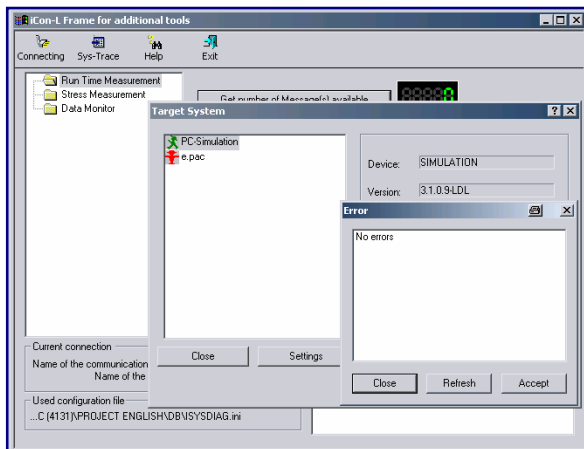 iCon-L Frame for additional tools
Connecting Sys-Trace Help Exit
Run Time Measurement
Stress Measurement
Data Monitor
Get number of Message(s) available
Target System
PC-Simulation
e.pac
Device: SIMULATION
Version: 3.1.0.9-LDL
Close Settings
Error
No errors
Close Refresh Accept
Current connection
Name of the communication
Name of the
Used configuration file
...C (4131)\PROJECT ENGLISH\DB\ISYSDIAG.ini